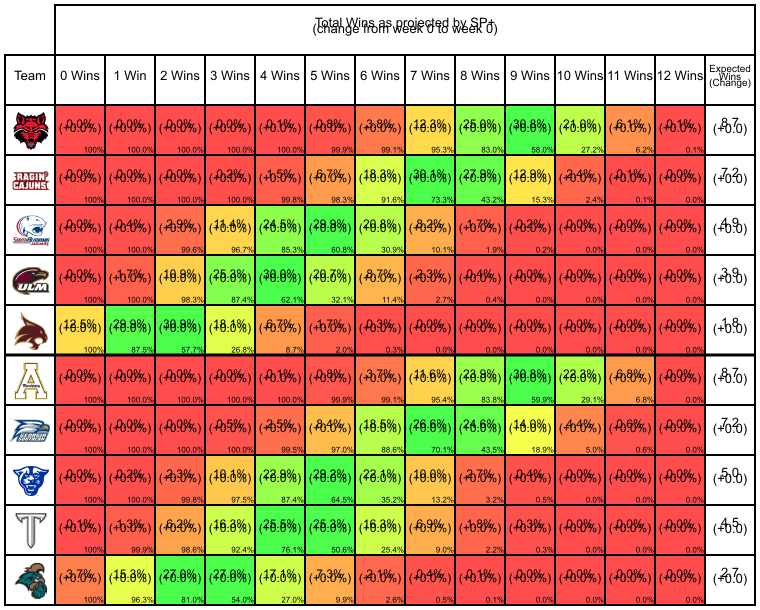 Total Wins as projected by SP+
(change from week 0 to week 0)
Team 0 Wins 1 Win 2 Wins 3 Wins 4 Wins 5 Wins 6 Wins 7 Wins 8 Wins 9 Wins 10 Wins 11 Wins 12 Wins Expected Wins (Change)
0.0% 0.0% 0.0% 0.0% 0.1% 0.8% 3.8% 12.3% 25.0% 30.8% 21.0% 6.1% 0.1% 8.7
(+0.0%) (+0.0%) (+0.0%) (+0.0%) (+0.0%) (+0.0%) (+0.0%) (+0.0%) (+0.0%) (+0.0%) (+0.0%) (+0.0%) (+0.0%) (+0.0)
100% 100.0% 100.0% 100.0% 100.0% 99.9% 99.1% 95.3% 83.0% 58.0% 27.2% 6.2% 0.1%
RAGIN' CAJUNS
0.0% 0.0% 0.0% 0.2% 1.5% 6.7% 18.3% 30.1% 27.9% 12.9% 2.4% 0.1% 0.0% 7.2
(+0.0%) (+0.0%) (+0.0%) (+0.0%) (+0.0%) (+0.0%) (+0.0%) (+0.0%) (+0.0%) (+0.0%) (+0.0%) (+0.0%) (+0.0%) (+0.0)
100% 100.0% 100.0% 100.0% 99.8% 98.3% 91.6% 73.3% 43.2% 15.3% 2.4% 0.1% 0.0%
0.0% 0.4% 2.9% 11.4% 24.5% 29.9% 20.8% 8.2% 1.7% 0.2% 0.0% 0.0% 0.0% 4.9
(+0.0%) (+0.0%) (+0.0%) (+0.0%) (+0.0%) (+0.0%) (+0.0%) (+0.0%) (+0.0%) (+0.0%) (+0.0%) (+0.0%) (+0.0%) (+0.0)
100% 100.0% 99.6% 96.7% 85.3% 60.8% 30.9% 10.1% 1.9% 0.2% 0.0% 0.0% 0.0%
ULM
0.0% 1.7% 10.9% 25.3% 30.0% 20.7% 8.7% 2.3% 0.4% 0.0% 0.0% 0.0% 0.0% 3.9
(+0.0%) (+0.0%) (+0.0%) (+0.0%) (+0.0%) (+0.0%) (+0.0%) (+0.0%) (+0.0%) (+0.0%) (+0.0%) (+0.0%) (+0.0%) (+0.0)
100% 100.0% 98.3% 87.4% 62.1% 32.1% 11.4% 2.7% 0.4% 0.0% 0.0% 0.0% 0.0%
12.5% 29.9% 30.9% 18.1% 6.7% 1.7% 0.3% 0.0% 0.0% 0.0% 0.0% 0.0% 0.0% 1.8
(+0.0%) (+0.0%) (+0.0%) (+0.0%) (+0.0%) (+0.0%) (+0.0%) (+0.0%) (+0.0%) (+0.0%) (+0.0%) (+0.0%) (+0.0%) (+0.0)
100% 87.5% 57.7% 26.8% 8.7% 2.0% 0.3% 0.0% 0.0% 0.0% 0.0% 0.0% 0.0%
0.0% 0.0% 0.0% 0.0% 0.1% 0.8% 3.7% 11.6% 23.9% 30.8% 22.3% 6.8% 0.0% 8.7
(+0.0%) (+0.0%) (+0.0%) (+0.0%) (+0.0%) (+0.0%) (+0.0%) (+0.0%) (+0.0%) (+0.0%) (+0.0%) (+0.0%) (+0.0%) (+0.0)
100% 100.0% 100.0% 100.0% 100.0% 99.9% 99.1% 95.4% 83.8% 59.9% 29.1% 6.8% 0.0%
0.0% 0.0% 0.0% 0.5% 2.5% 8.4% 18.5% 26.6% 24.6% 14.0% 4.4% 0.6% 0.0% 7.2
(+0.0%) (+0.0%) (+0.0%) (+0.0%) (+0.0%) (+0.0%) (+0.0%) (+0.0%) (+0.0%) (+0.0%) (+0.0%) (+0.0%) (+0.0%) (+0.0)
100% 100.0% 100.0% 100.0% 99.5% 97.0% 88.6% 70.1% 43.5% 18.9% 5.0% 0.6% 0.0%
0.0% 0.2% 2.3% 10.1% 22.9% 29.3% 22.1% 10.0% 2.7% 0.4% 0.0% 0.0% 0.0% 5.0
(+0.0%) (+0.0%) (+0.0%) (+0.0%) (+0.0%) (+0.0%) (+0.0%) (+0.0%) (+0.0%) (+0.0%) (+0.0%) (+0.0%) (+0.0%) (+0.0)
100% 100.0% 99.8% 97.5% 87.4% 64.5% 35.2% 13.2% 3.2% 0.5% 0.0% 0.0% 0.0%
0.1% 1.3% 6.2% 16.3% 25.5% 25.3% 16.3% 6.9% 1.8% 0.3% 0.0% 0.0% 0.0% 4.5
(+0.0%) (+0.0%) (+0.0%) (+0.0%) (+0.0%) (+0.0%) (+0.0%) (+0.0%) (+0.0%) (+0.0%) (+0.0%) (+0.0%) (+0.0%) (+0.0)
100% 99.9% 98.6% 92.4% 76.1% 50.6% 25.4% 9.0% 2.2% 0.3% 0.0% 0.0% 0.0%
3.7% 15.3% 27.0% 27.0% 17.1% 7.3% 2.1% 0.4% 0.1% 0.0% 0.0% 0.0% 0.0% 2.7
(+0.0%) (+0.0%) (+0.0%) (+0.0%) (+0.0%) (+0.0%) (+0.0%) (+0.0%) (+0.0%) (+0.0%) (+0.0%) (+0.0%) (+0.0%) (+0.0)
100% 96.3% 81.0% 54.0% 27.0% 9.9% 2.6% 0.5% 0.1% 0.0% 0.0% 0.0% 0.0%